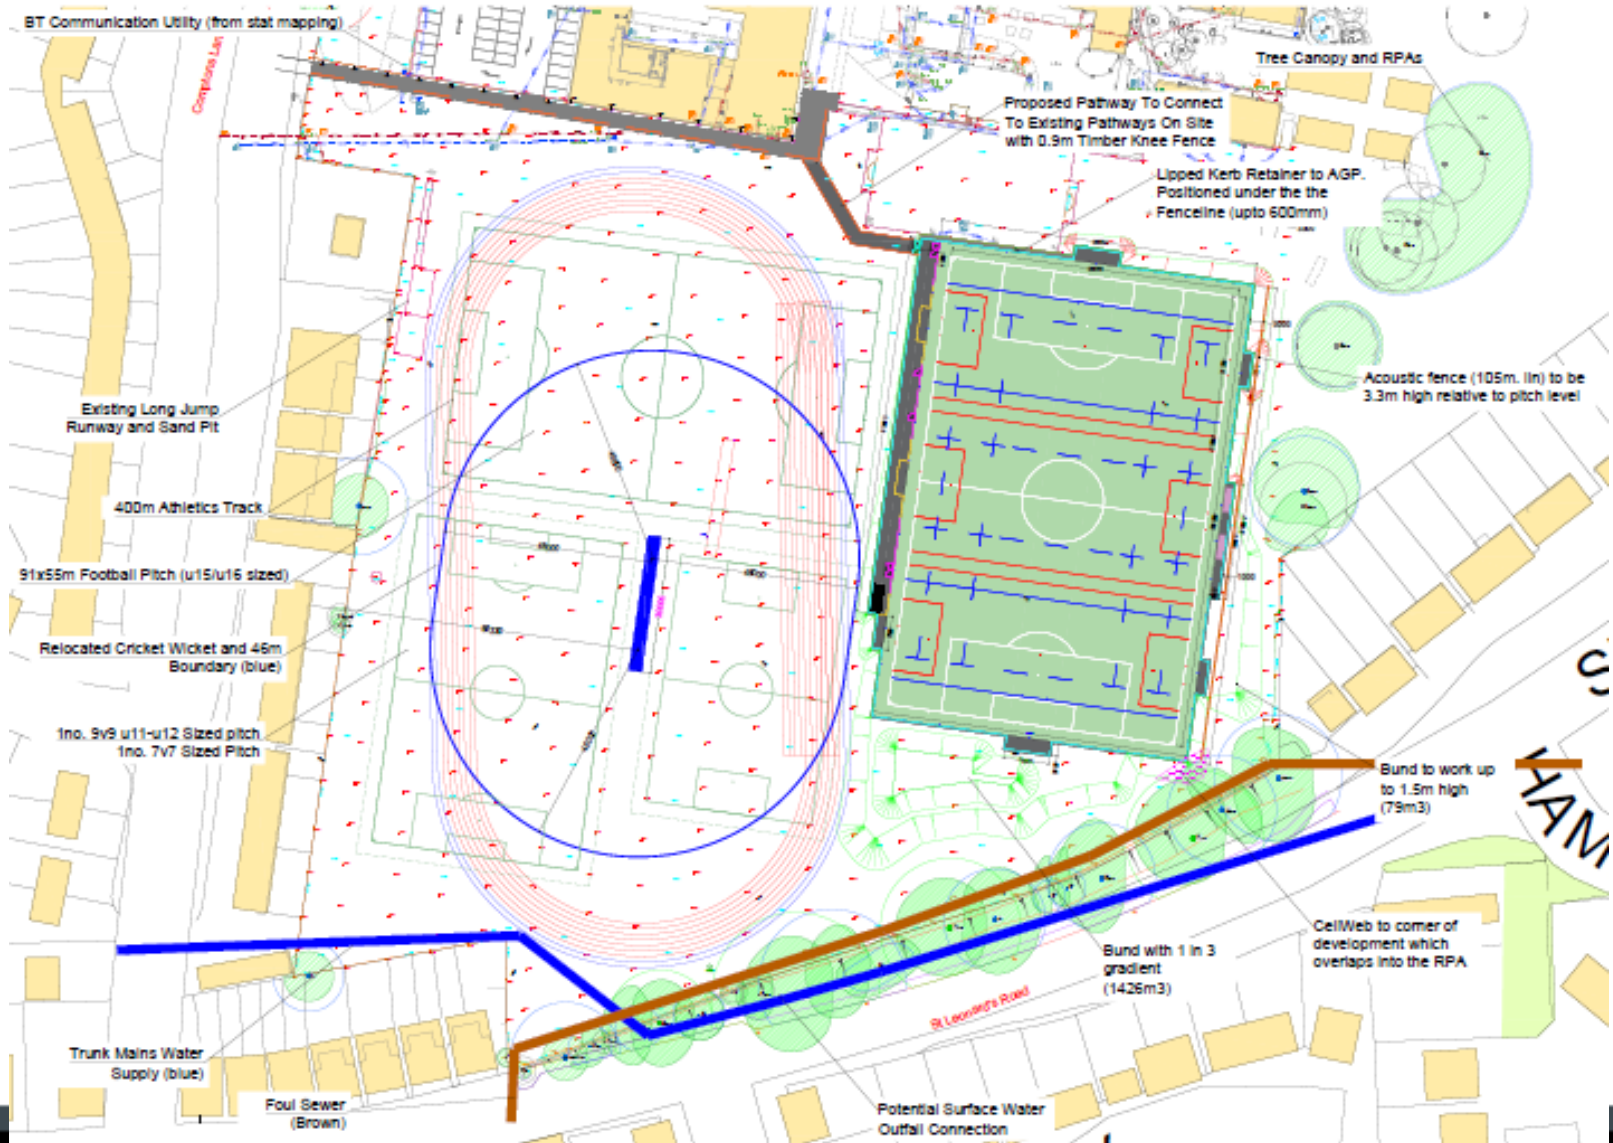 BT Communication Utility (from stat mapping)
Tree Canopy and RPAs
Proposed Pathway To Connect
To Existing Pathways On Site
with 0.9m Timber Knee Fence
Lipped Kerb Retainer to AGP.
Positioned under the the
Fenceline (upto 600mm)
Acoustic fence (105m. lin) to be
3.3m high relative to pitch level
Existing Long Jump
Runway and Sand Pit
400m Athletics Track
91x55m Football Pitch (u15/u16 sized)
Relocated Cricket Wicket and 46m
Boundary (blue)
1no. 9v9 u11-u12 Sized pitch
1no. 7v7 Sized Pitch
Bund to work up
to 1.5m high
(79m3)
HAM
CellWeb to corner of
development which
overlaps into the RPA
Bund with 1 in 3
gradient
(1426m3)
St Leonard's Road
Trunk Mains Water
Supply (blue)
Foul Sewer
(Brown)
Potential Surface Water
Outfall Connection